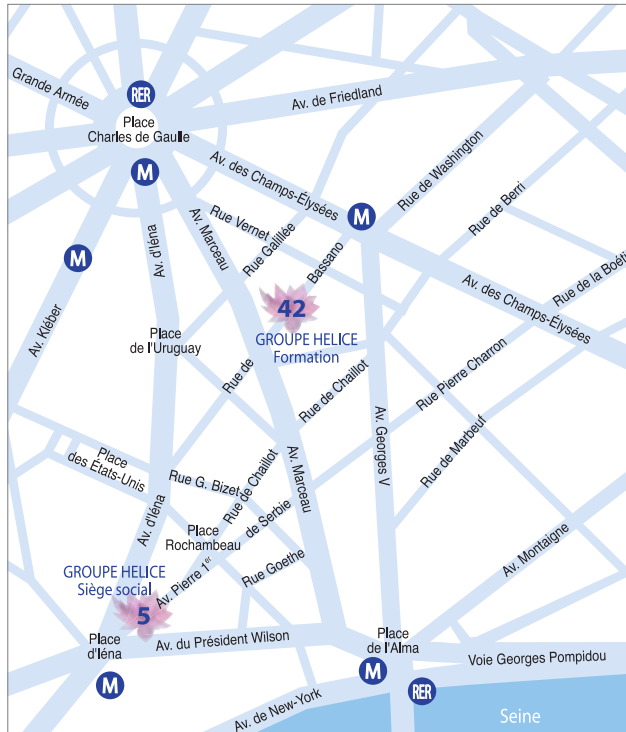 Grande Armée
RER
Place
Charles de Gaulle
Av. de Friedland
M
Av. des Champs-Élysées
Rue de Washington
M
Rue de Berri
Rue Vernet
Rue Galillée
Av. Marceau
Av. d'Iéna
M
Av. Kléber
Bassano
Rue de la Boétie
Av. des Champs-Élysées
42
GROUPE HELICE
Formation
Place
de l'Uruguay
Rue de
Rue de Chaillot
Rue Pierre Charron
Av. Georges V
Rue de Marbeuf
Place
des États-Unis
Rue G. Bizet
Rue de Chaillot
Av. Marceau
Av. d'Iéna
Place
Rochambeau
de Serbie
Av. Pierre 1er
Rue Goethe
Av. Montaigne
GROUPE HELICE
Siège social
5
Place
d'Iéna
Av. du Président Wilson
Place
de l'Alma
Voie Georges Pompidou
M
M
RER
Av. de New-York
Seine